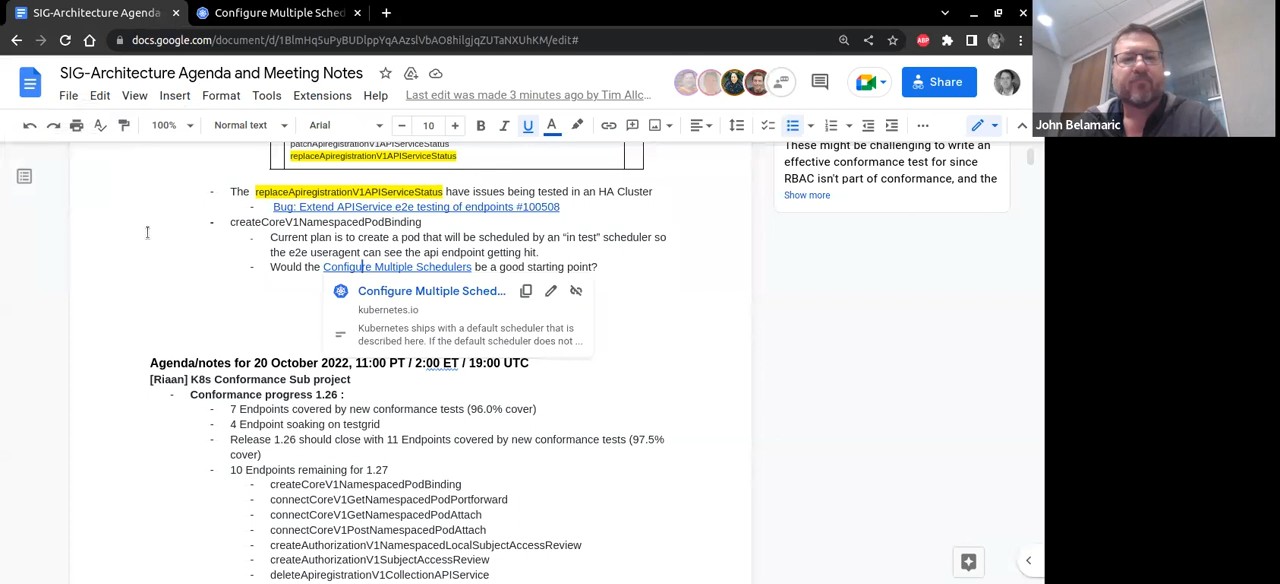 SIG-Architecture Agenda
Configure Multiple Sched
docs.google.com/document/d/1BlmHq5uPyBUDlppYqAAzslVbAO8hilgjqZUTaNXUhKM/edit#
SIG-Architecture Agenda and Meeting Notes
File Edit View Insert Format Tools Extensions Help Last edit was made 3 minutes ago by Tim Allc…
Share
100% Normal text Arial 10 B I U A
John Belamaric
replaceApiregistrationV1APIServiceStatus
- The replaceApiregistrationV1APIServiceStatus have issues being tested in an HA Cluster
- Bug: Extend APIService e2e testing of endpoints #100508
- createCoreV1NamespacedPodBinding
- Current plan is to create a pod that will be scheduled by an “in test” scheduler so
the e2e useragent can see the api endpoint getting hit.
- Would the Configure Multiple Schedulers be a good starting point?
Configure Multiple Sched...
kubernetes.io
Kubernetes ships with a default scheduler that is
described here. If the default scheduler does not ...
Agenda/notes for 20 October 2022, 11:00 PT / 2:00 ET / 19:00 UTC
[Riaan] K8s Conformance Sub project
- Conformance progress 1.26 :
- 7 Endpoints covered by new conformance tests (96.0% cover)
- 4 Endpoint soaking on testgrid
- Release 1.26 should close with 11 Endpoints covered by new conformance tests (97.5%
cover)
- 10 Endpoints remaining for 1.27
- createCoreV1NamespacedPodBinding
- connectCoreV1GetNamespacedPodPortforward
- connectCoreV1GetNamespacedPodAttach
- connectCoreV1PostNamespacedPodAttach
- createAuthorizationV1NamespacedLocalSubjectAccessReview
- createAuthorizationV1SubjectAccessReview
- deleteApiregistrationV1CollectionAPIService
These might be challenging to write an
effective conformance test for since
RBAC isn't part of conformance, and the
Show more